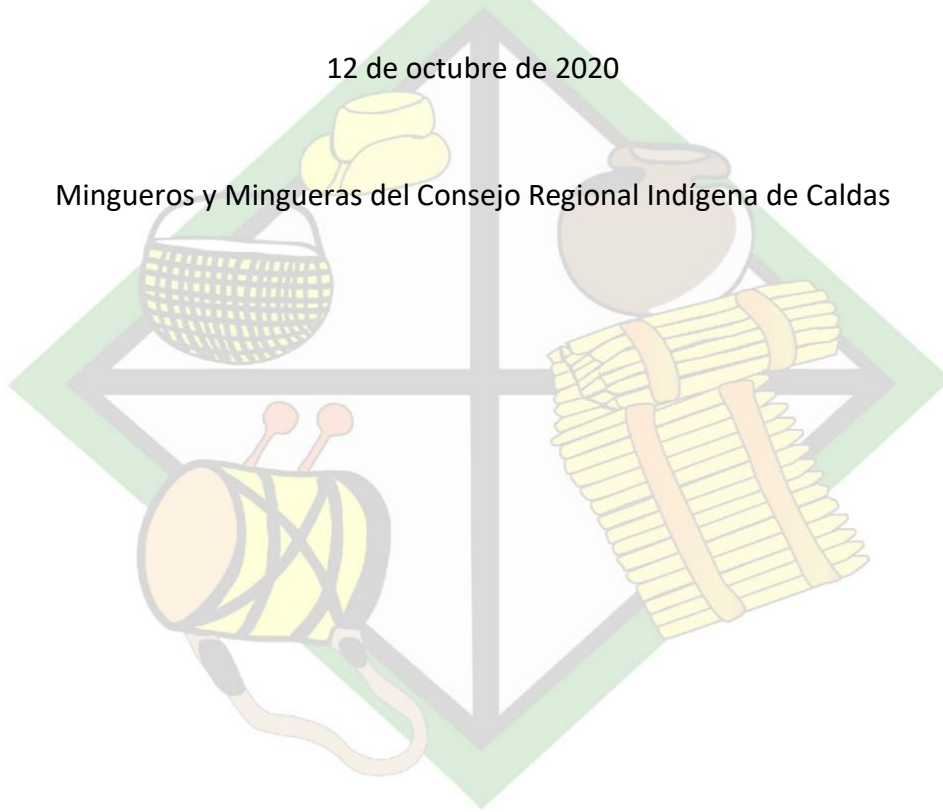 12 de octubre de 2020
Mingueros y Mingueras del Consejo Regional Indígena de Caldas